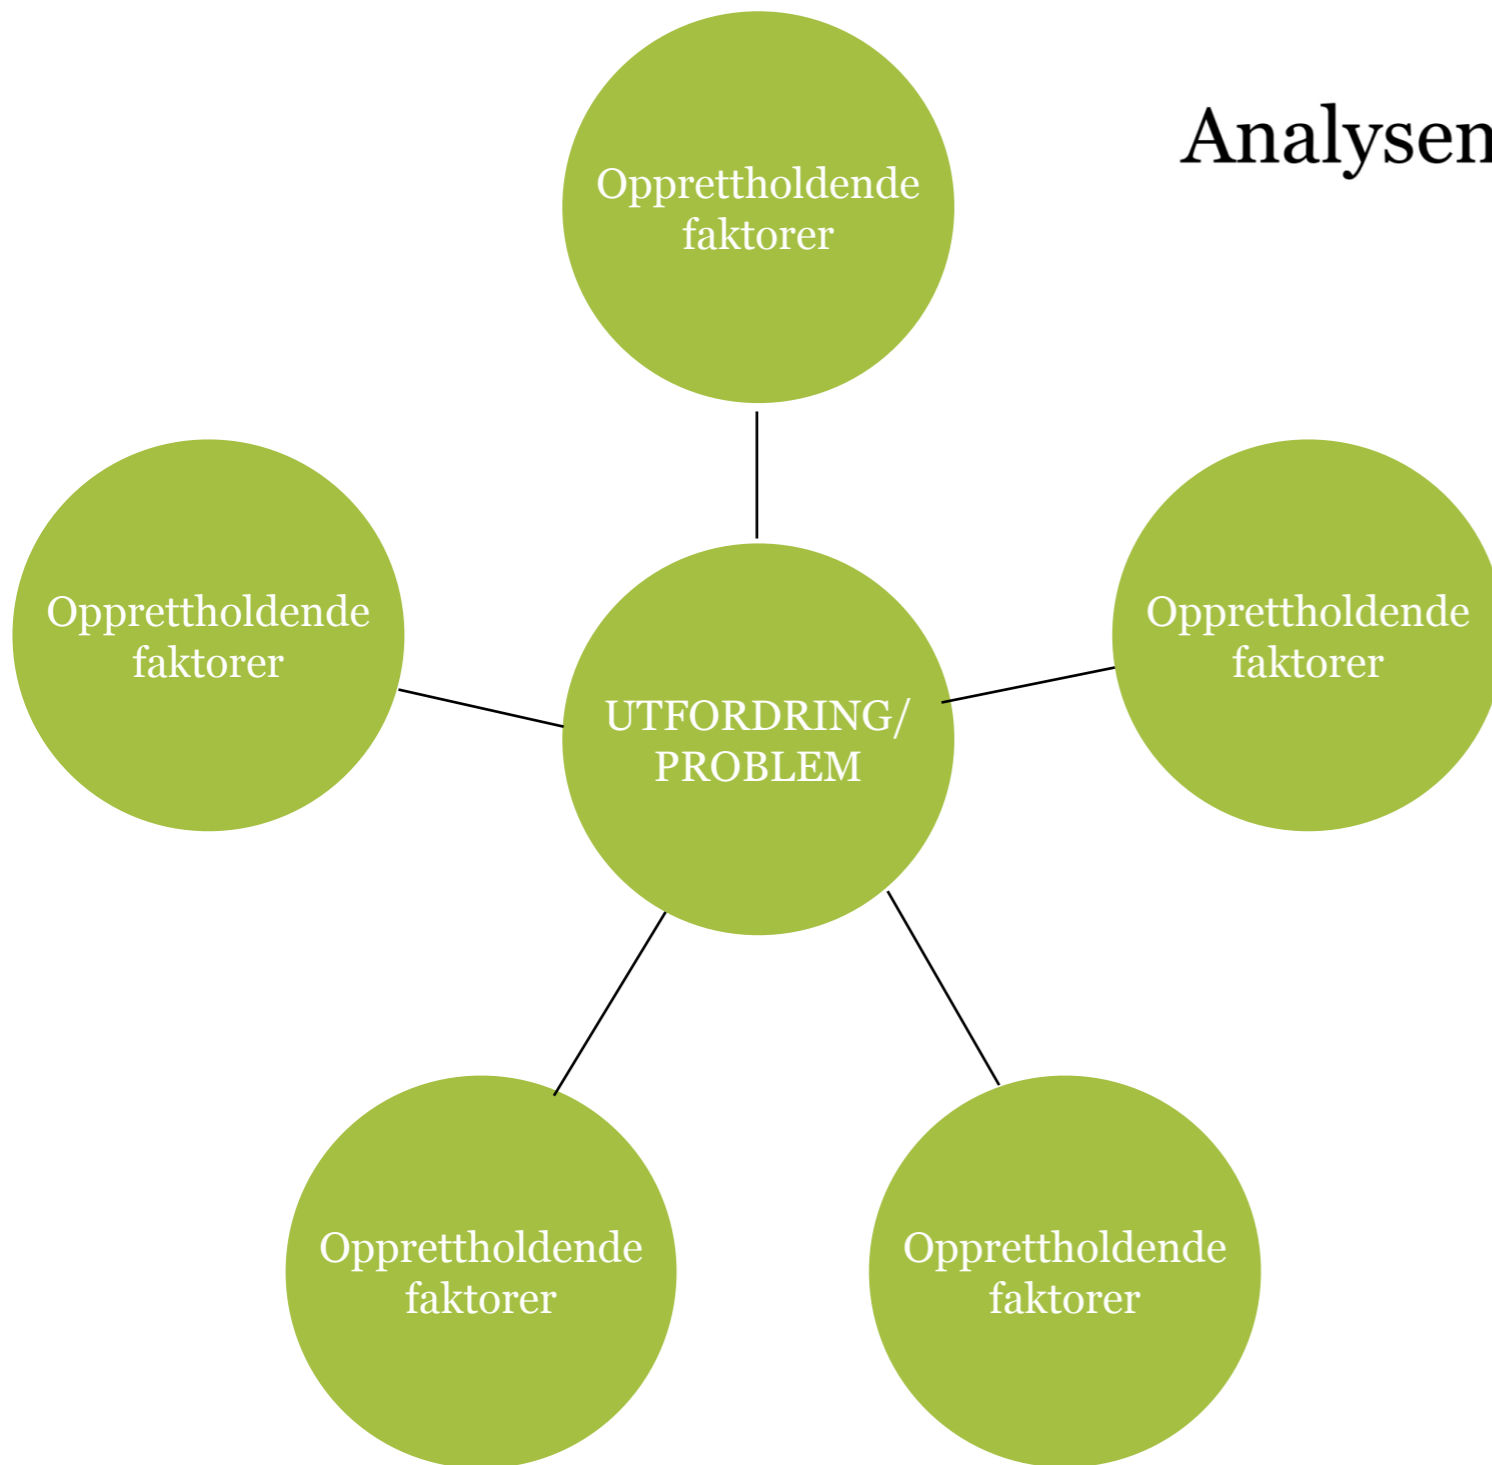 Analysen
Opprettholdende
faktorer
Opprettholdende
faktorer
Opprettholdende
faktorer
UTFORDRING/
PROBLEM
Opprettholdende
faktorer
Opprettholdende
faktorer